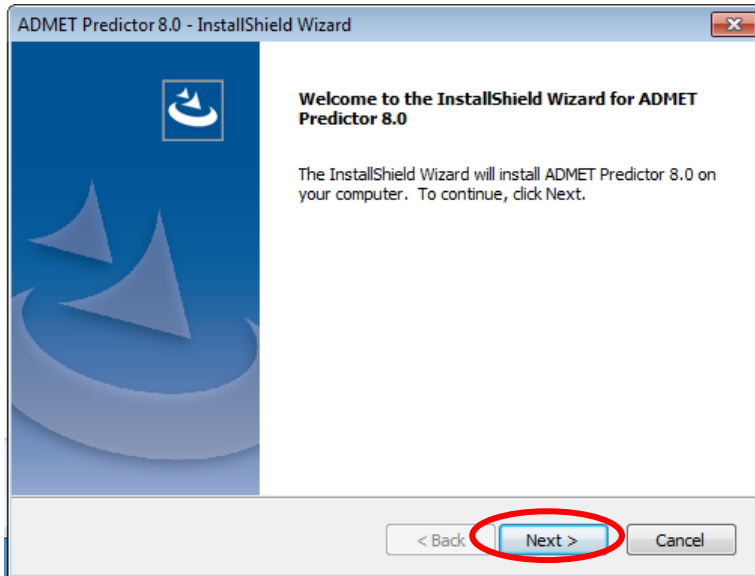 ADMET Predictor 8.0 - InstallShield Wizard
Welcome to the InstallShield Wizard for ADMET
Predictor 8.0
The InstallShield Wizard will install ADMET Predictor 8.0 on
your computer. To continue, click Next.
< Back
Next >
Cancel